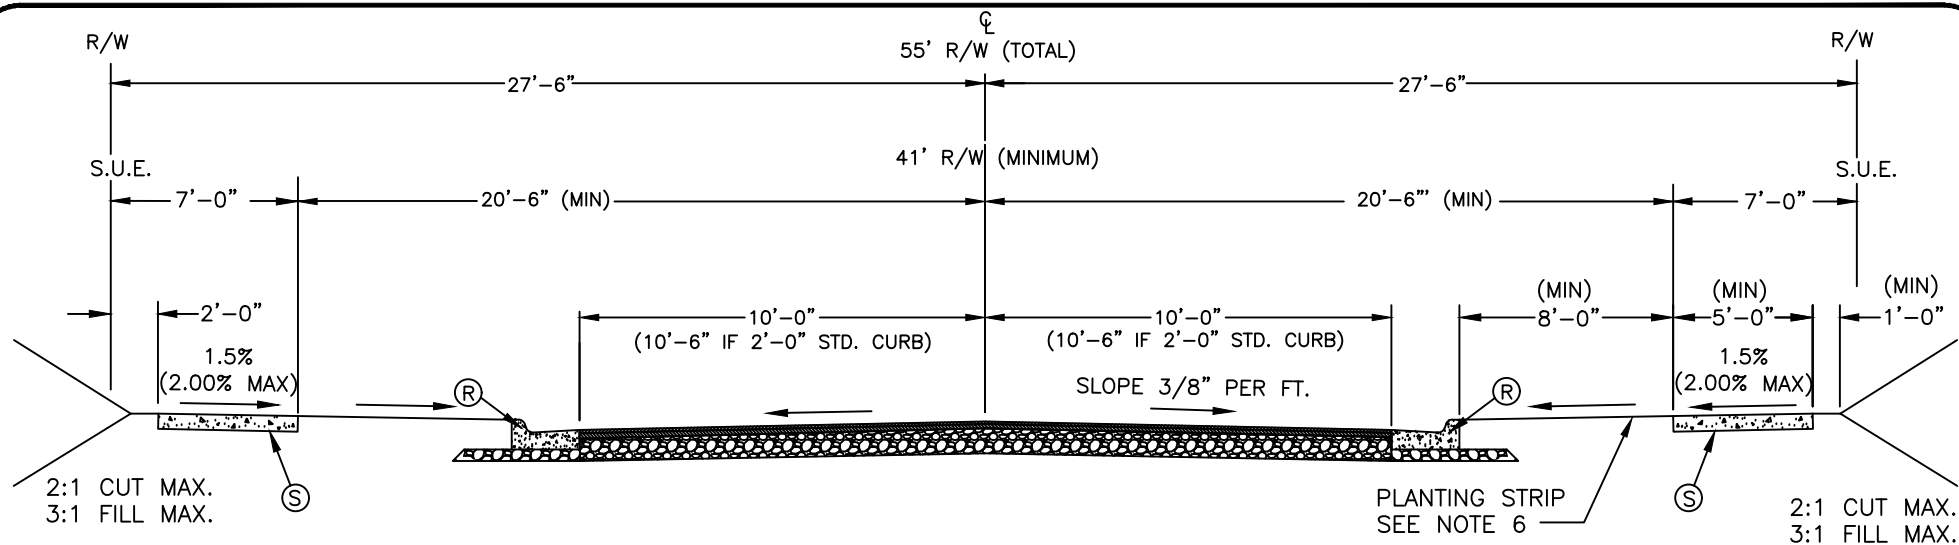 ℄
R/W
55' R/W (TOTAL)
R/W
27'-6"
27'-6"
41' R/W (MINIMUM)
S.U.E.
S.U.E.
7'-0"
20'-6" (MIN)
20'-6"' (MIN)
7'-0"
(MIN)
(MIN)
(MIN)
2'-0"
10'-0"
10'-0"
8'-0"
5'-0"
1'-0"
(10'-6" IF 2'-0" STD. CURB)
(10'-6" IF 2'-0" STD. CURB)
1.5%
(2.00% MAX)
1.5%
(2.00% MAX)
R
SLOPE 3/8" PER FT.
R
2:1 CUT MAX.
3:1 FILL MAX.
S
PLANTING STRIP
SEE NOTE 6
S
2:1 CUT MAX.
3:1 FILL MAX.